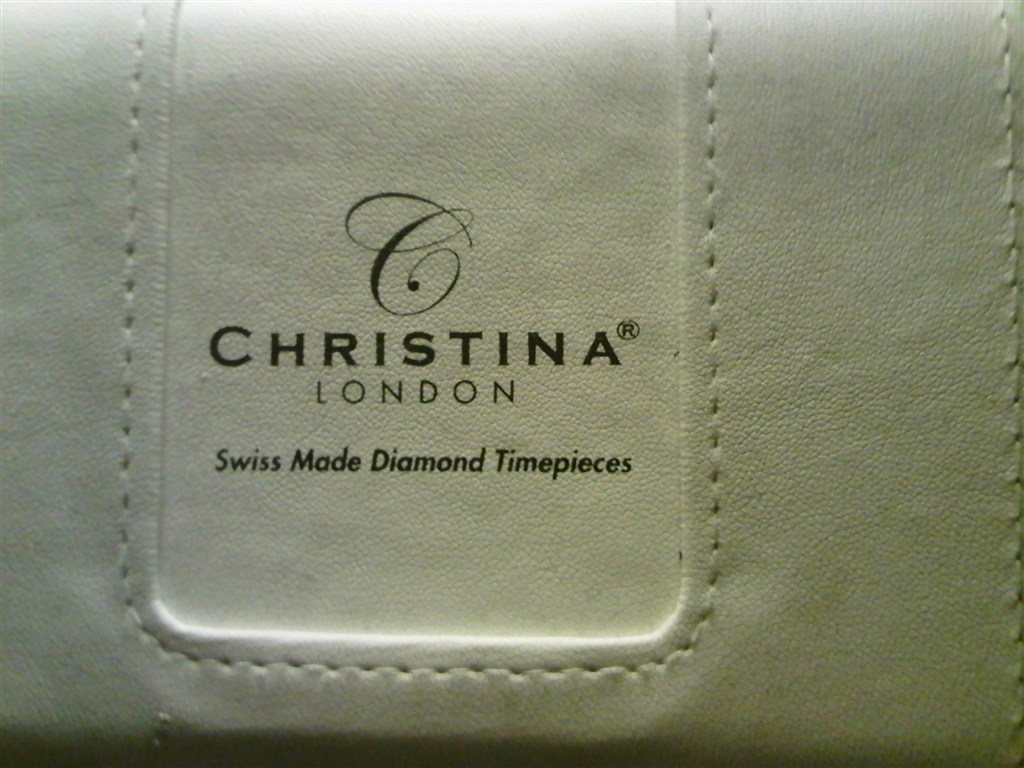 C
CHRISTINA®
LONDON
Swiss Made Diamond Timepieces